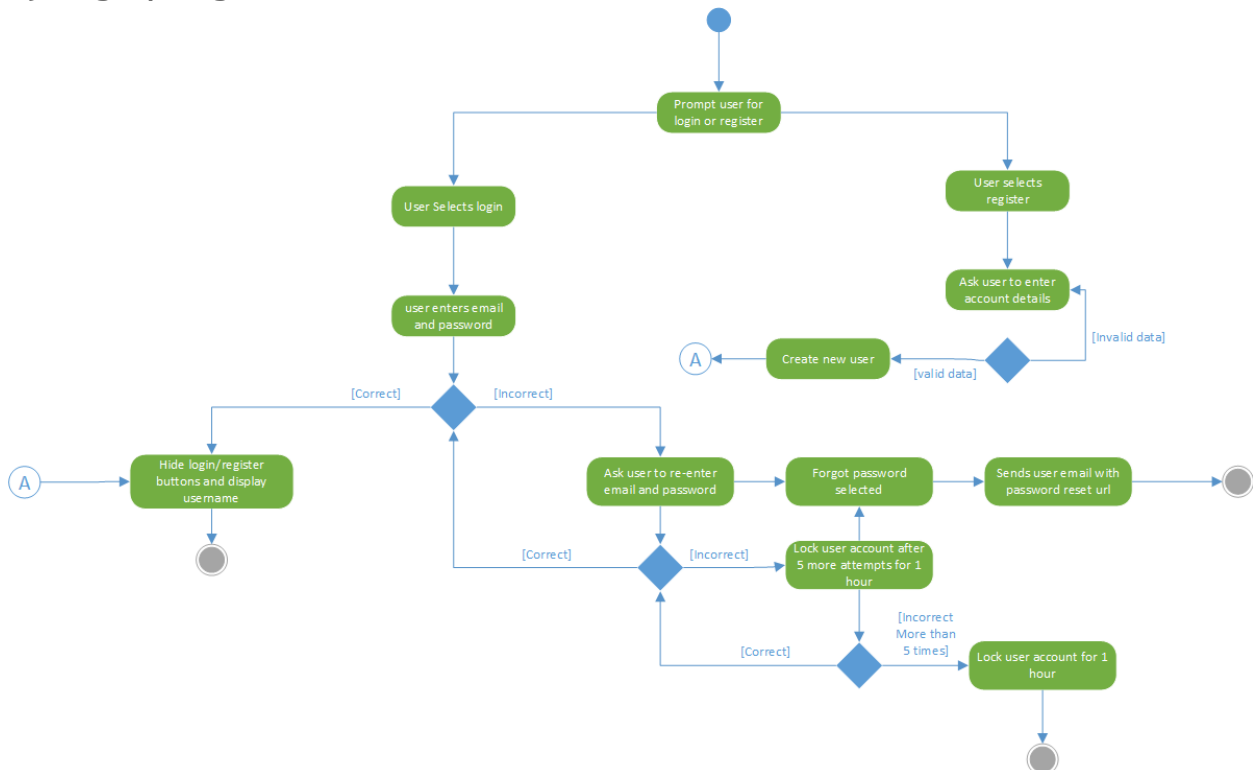 Prompt user for
login or register
User Selects login
User selects
register
user enters email
and password
Ask user to enter
account details
[Invalid data]
A
Create new user
[valid data]
[Correct]
[Incorrect]
A
Hide login/register
buttons and display
username
Ask user to re-enter
email and password
Forgot password
selected
Sends user email with
password reset url
[Correct]
[Incorrect]
Lock user account after
5 more attempts for 1
hour
[Correct]
[Incorrect
More than
5 times]
Lock user account for 1
hour